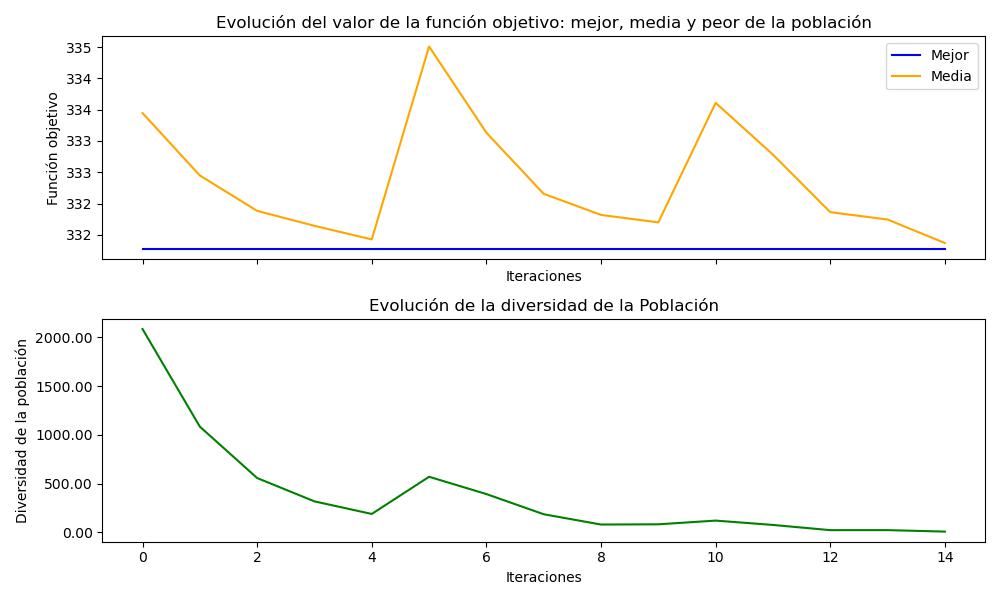 Evolución del valor de la función objetivo: mejor, media y peor de la población
Función objetivo
335
334
334
333
333
332
332
Mejor
Media
Iteraciones
Evolución de la diversidad de la Población
Diversidad de la población
2000.00
1500.00
1000.00
500.00
0.00
0 2 4 6 8 10 12 14
Iteraciones